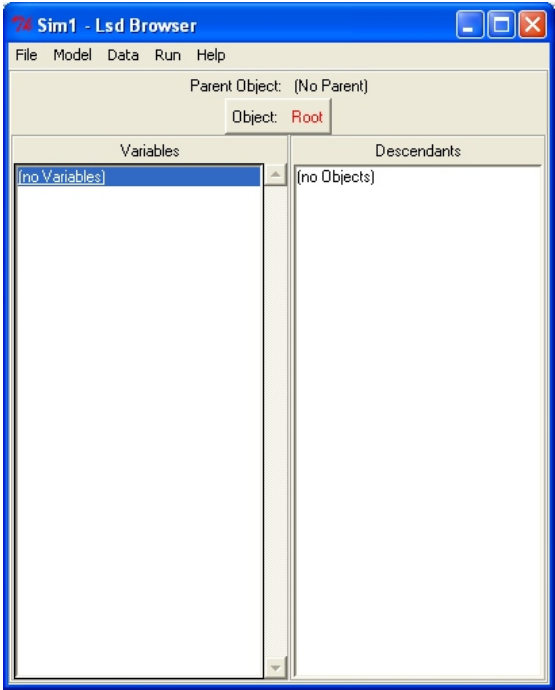 Sim1 - Lsd Browser
File Model Data Run Help
Parent Object: (No Parent)
Object: Root
Variables
Descendants
(no Variables)
(no Objects)